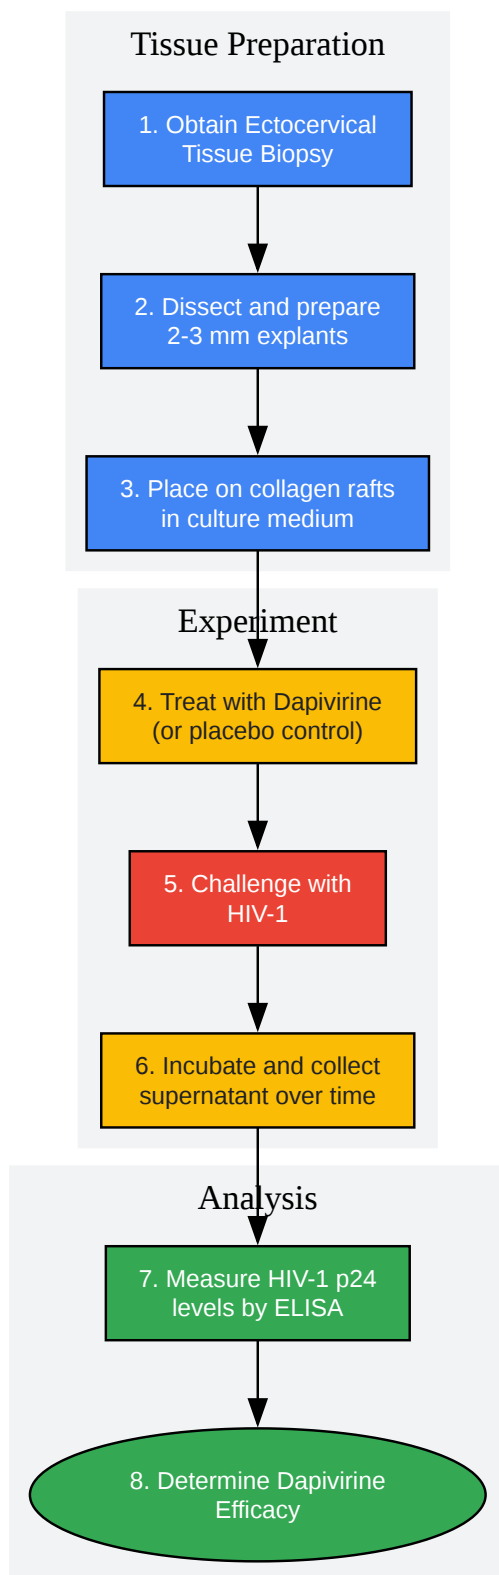 Tissue Preparation
1. Obtain Ectocervical
Tissue Biopsy
2. Dissect and prepare
2-3 mm explants
3. Place on collagen rafts
in culture medium
Experiment
4. Treat with Dapivirine
(or placebo control)
5. Challenge with
HIV-1
6. Incubate and collect
supernatant over time
Analysis
7. Measure HIV-1 p24
levels by ELISA
8. Determine Dapivirine
Efficacy